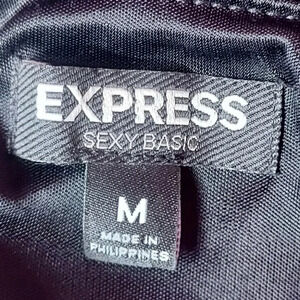 EXPRESS
SEXY BASIC
M
MADE IN
PHILIPPINES